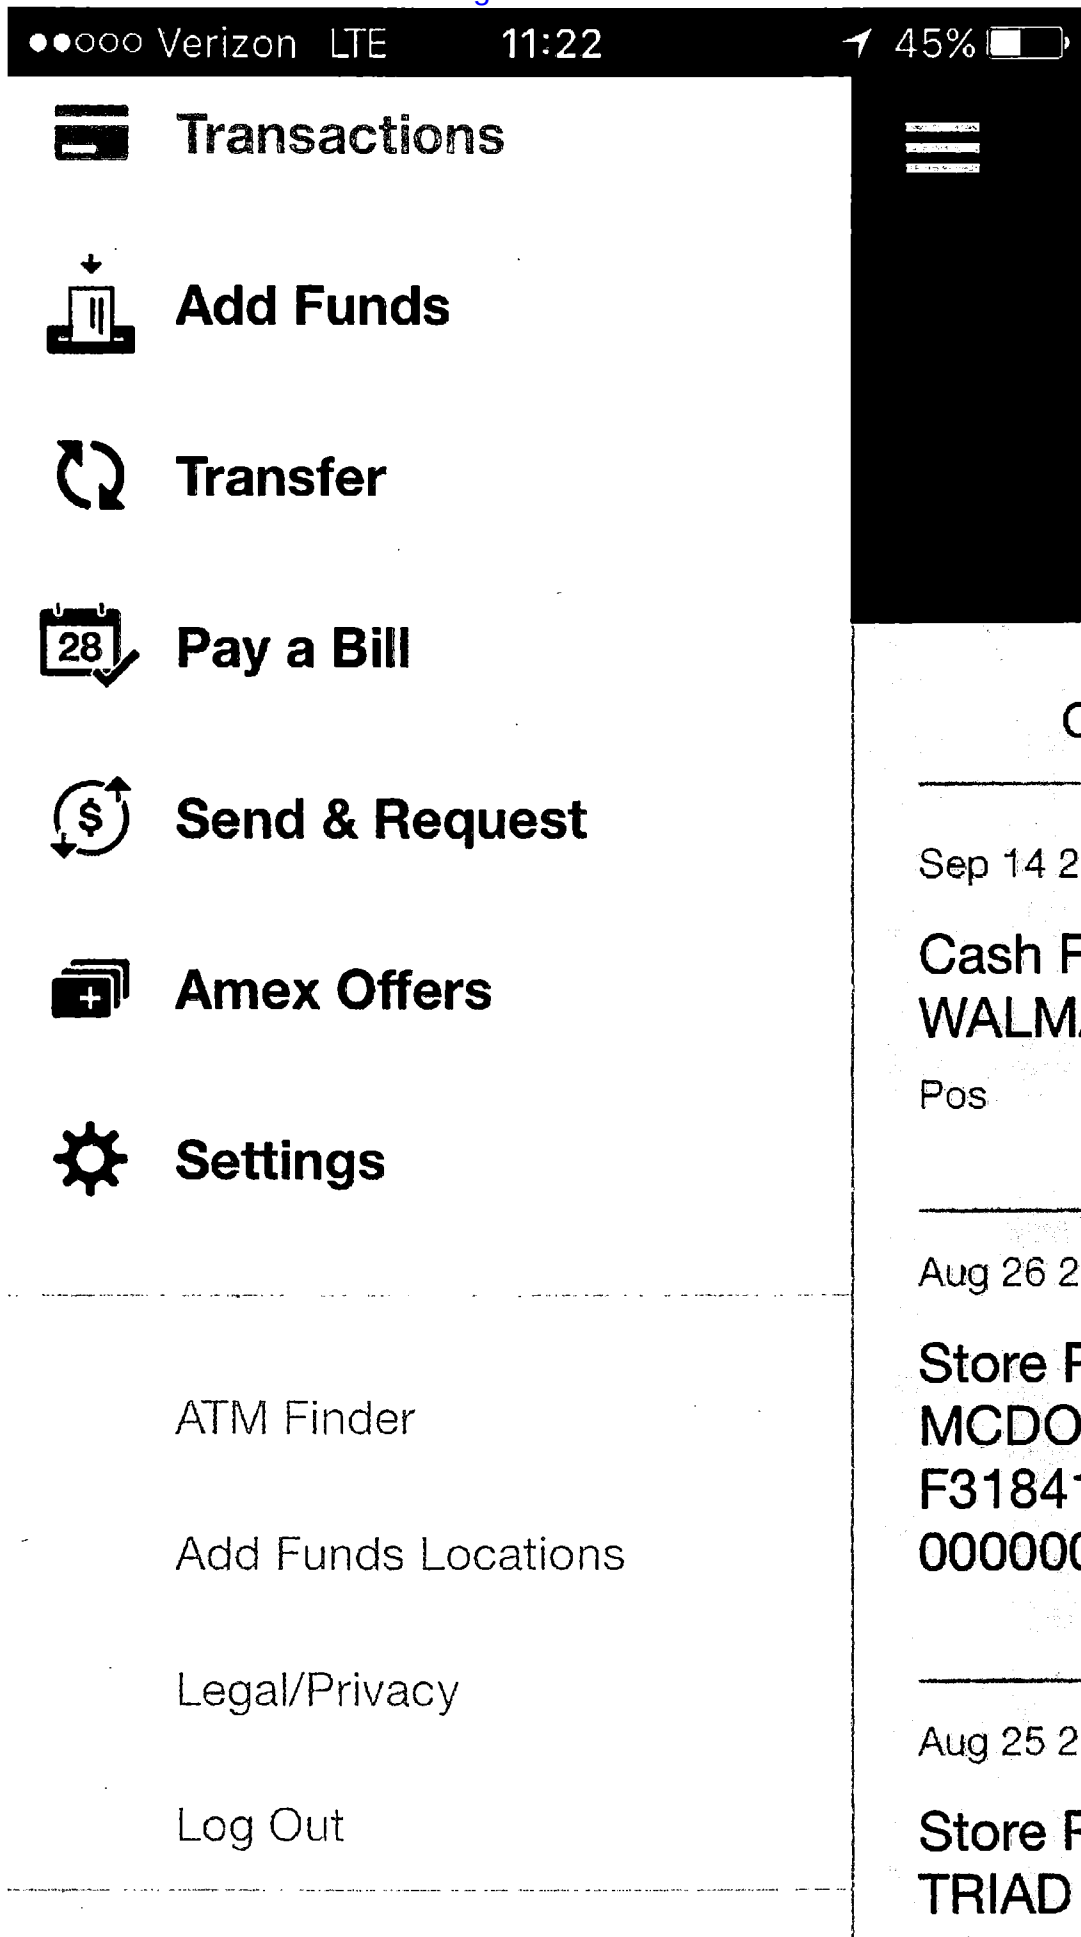 Verizon LTE 11:22 45%
Transactions
Add Funds
Transfer
28
Pay a Bill
$
Send & Request
Amex Offers
Settings
ATM Finder
Add Funds Locations
Legal/Privacy
Log Out
Sep 14 2
Cash
WALM
Pos
Aug 26 2
Store
MCDO
F3184
00000
Aug 25 2
Store
TRIAD